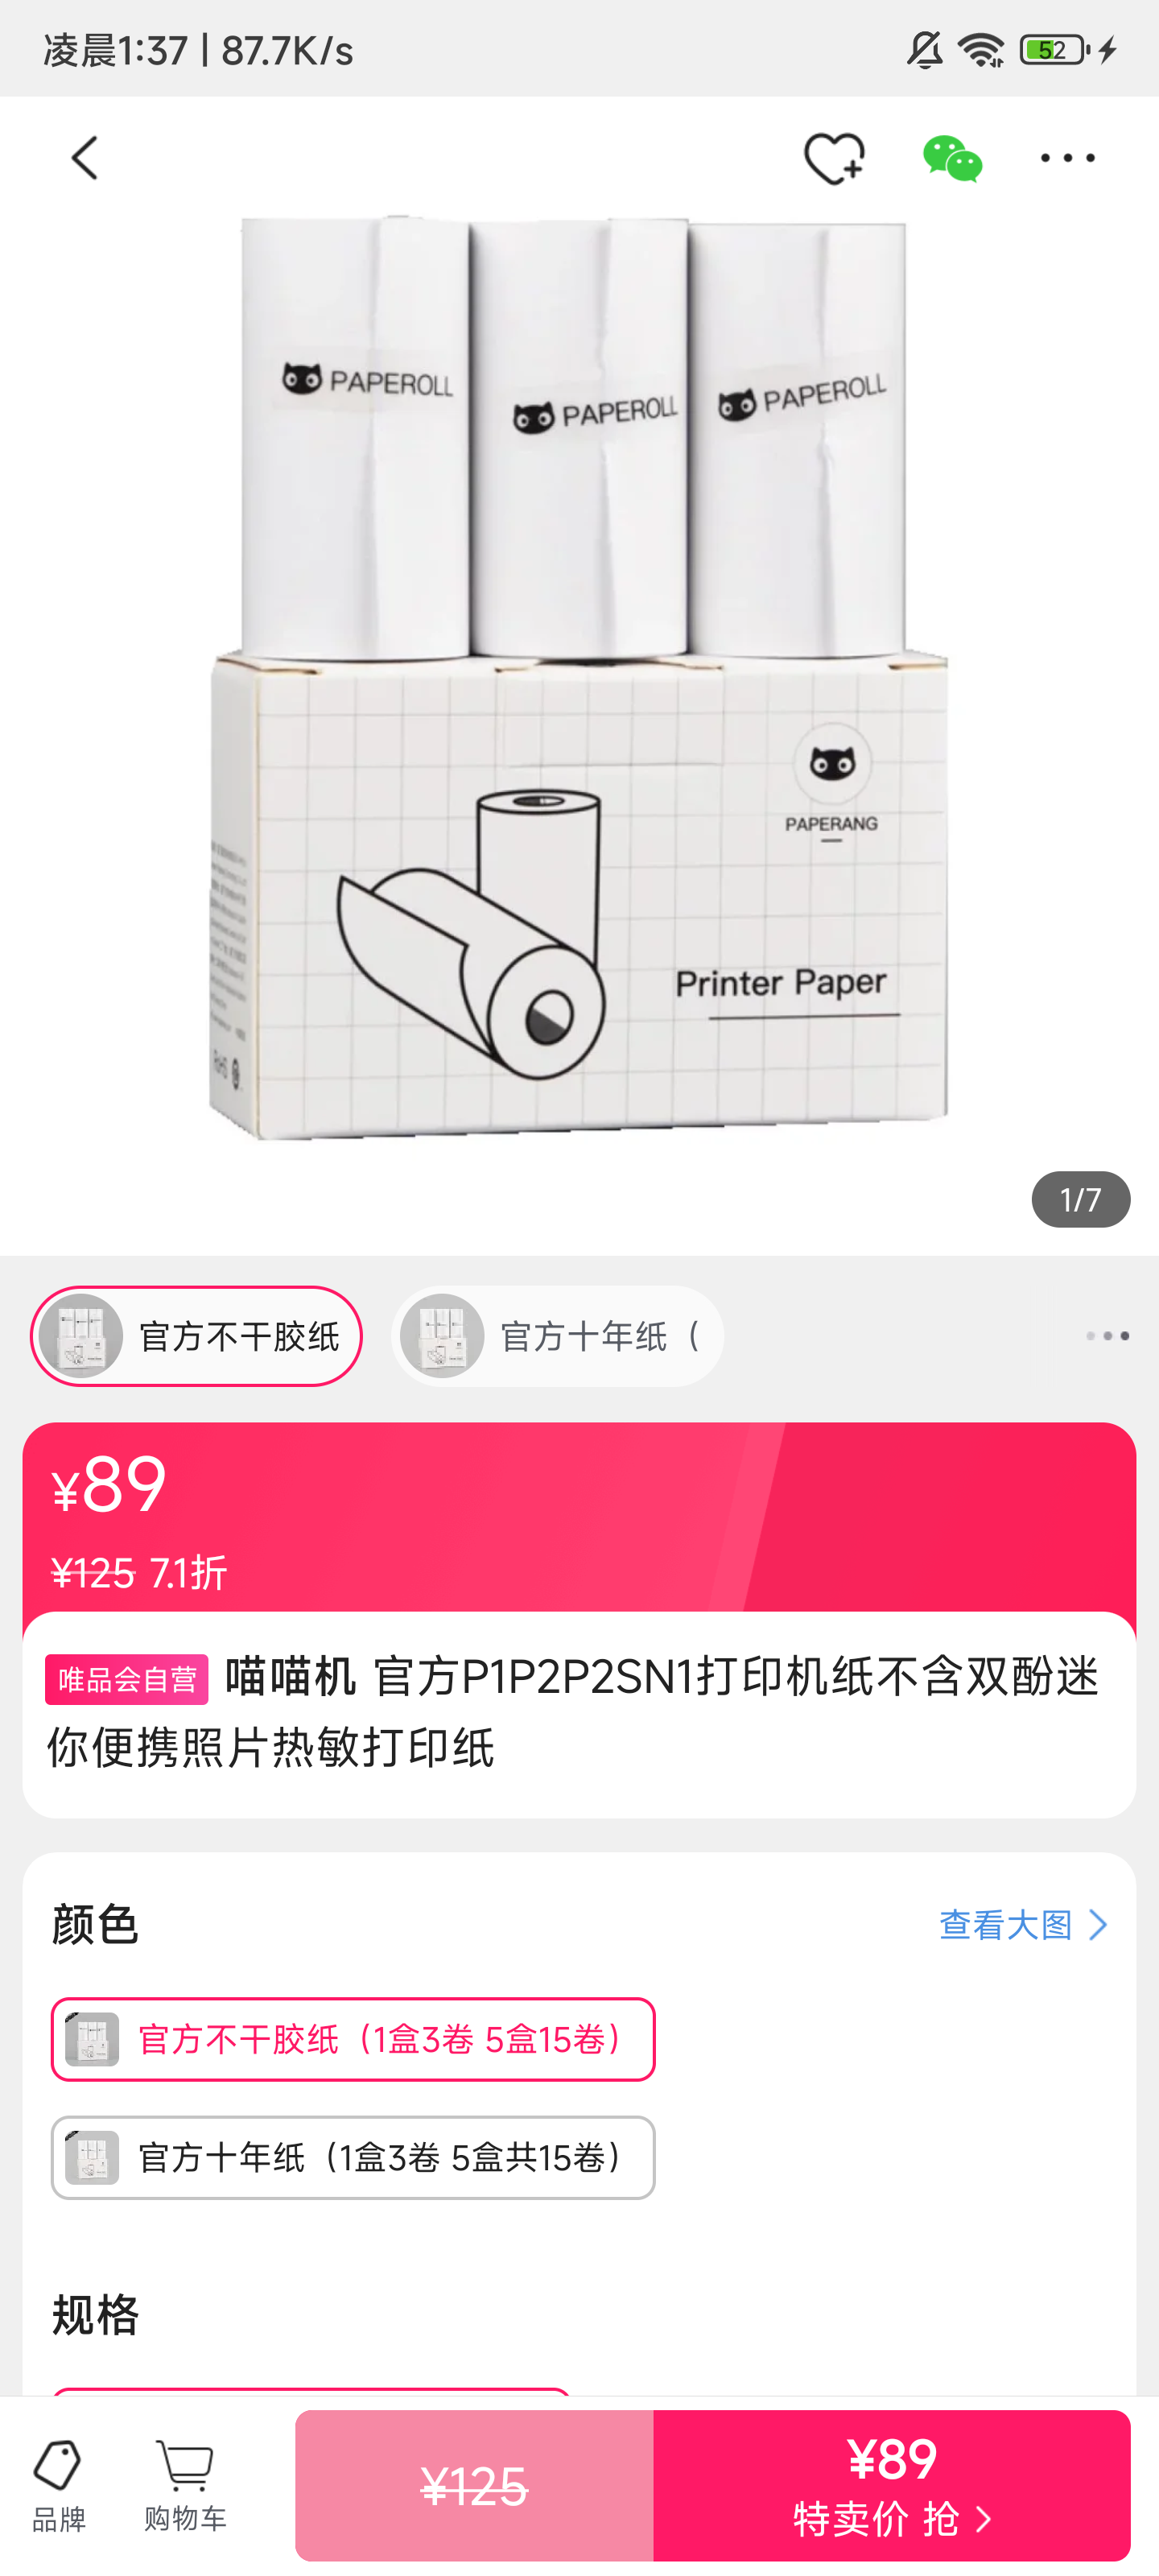 凌晨1:37 | 87.7K/s
52
PAPEROLL
PAPEROLL
PAPEROLL
PAPERANG
Printer Paper
RoHS
1/7
官方不干胶纸
官方十年纪（
¥89
¥125 7.1折
唯品会自营 喵喵机 官方P1P2P2SN1打印机纸不含双酚迷
你便携照片热敏打印纸
颜色
查看大图
官方不干胶纸（1盒3卷 5盒15卷）
官方十年纸（1盒3卷 5盒共15卷）
规格
品牌
购物车
¥125
¥89
特卖价 抢